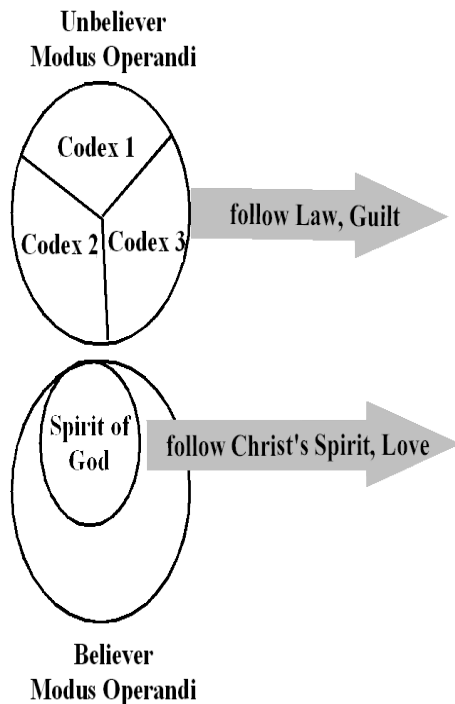 Unbeliever
Modus Operandi
Codex 1
Codex 2
Codex 3
follow Law, Guilt
Spirit of
God
follow Christ's Spirit, Love
Believer
Modus Operandi